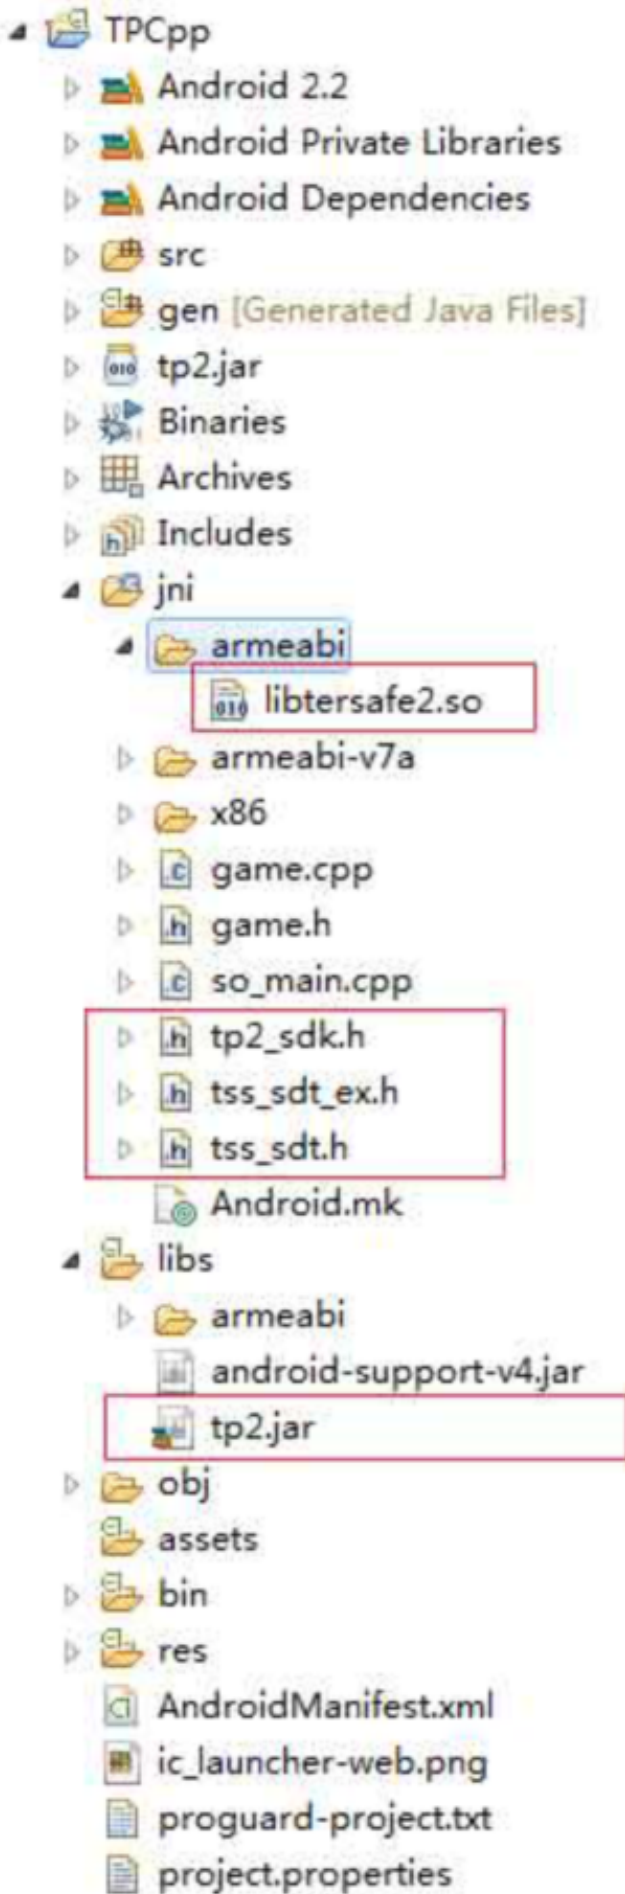 TPCpp
Android 2.2
Android Private Libraries
Android Dependencies
src
gen [Generated Java Files]
tp2.jar
Binaries
Archives
Includes
jni
armeabi
libtersafe2.so
armeabi-v7a
x86
game.cpp
game.h
so_main.cpp
tp2_sdk.h
tss_sdt_ex.h
tss_sdt.h
Android.mk
libs
armeabi
android-support-v4.jar
tp2.jar
obj
assets
bin
res
AndroidManifest.xml
ic_launcher-web.png
proguard-project.txt
project.properties